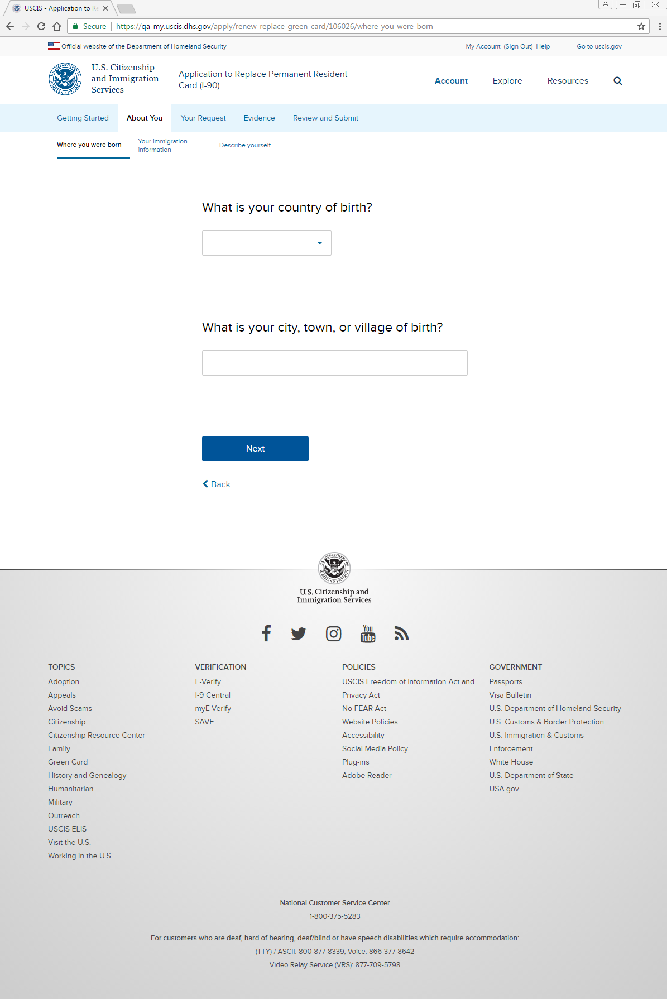 USCIS - Application to Re
Secure
https://qa-my.uscis.dhs.gov/apply/renew-replace-green-card/106026/where-you-were-born
Official website of the Department of Homeland Security
My Account (Sign Out) Help
Go to uscis.gov
U.S. Citizenship
and Immigration
Services
Application to Replace Permanent Resident
Card (I-90)
Account
Explore
Resources
Getting Started
About You
Your Request
Evidence
Review and Submit
Where you were born
Your immigration
information
Describe yourself
What is your country of birth?
What is your city, town, or village of birth?
Next
Back
U.S. DEPARTMENT OF HOMELAND SECURITY
U.S. Citizenship and
Immigration Services
You
Tube
TOPICS
Adoption
Appeals
Avoid Scams
Citizenship
Citizenship Resource Center
Family
Green Card
History and Genealogy
Humanitarian
Military
Outreach
USCIS ELIS
Visit the U.S.
Working in the U.S.
VERIFICATION
E-Verify
I-9 Central
myE-Verify
SAVE
POLICIES
USCIS Freedom of Information Act and
Privacy Act
No FEAR Act
Website Policies
Accessibility
Social Media Policy
Plug-ins
Adobe Reader
GOVERNMENT
Passports
Visa Bulletin
U.S. Department of Homeland Security
U.S. Customs & Border Protection
U.S. Immigration & Customs
Enforcement
White House
U.S. Department of State
USA.gov
National Customer Service Center
1-800-375-5283
For customers who are deaf, hard of hearing, deaf/blind or have speech disabilities which require accommodation:
(TTY) / ASCII: 800-877-8339, Voice: 866-377-8642
Video Relay Service (VRS): 877-709-5798